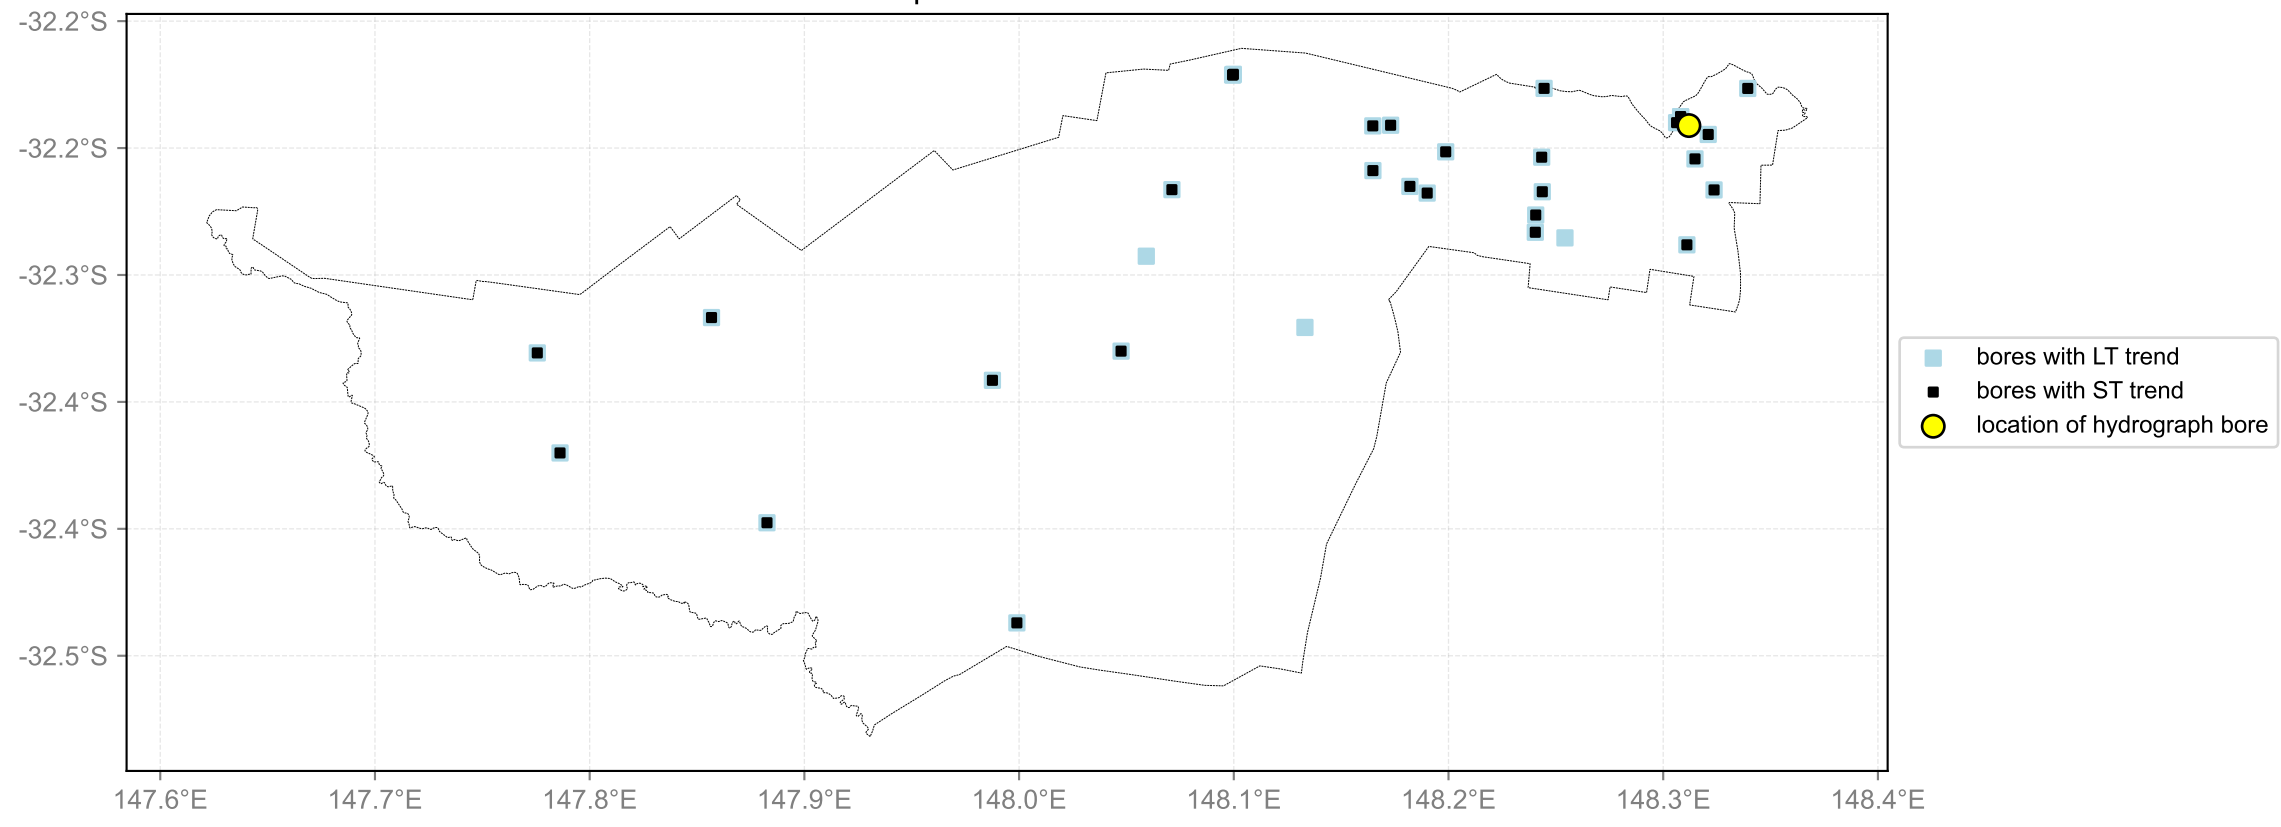 -32.2°S
-32.2°S
-32.3°S
-32.4°S
-32.4°S
-32.5°S
147.6°E 147.7°E 147.8°E 147.9°E 148.0°E 148.1°E 148.2°E 148.3°E 148.4°E
bores with LT trend
bores with ST trend
location of hydrograph bore